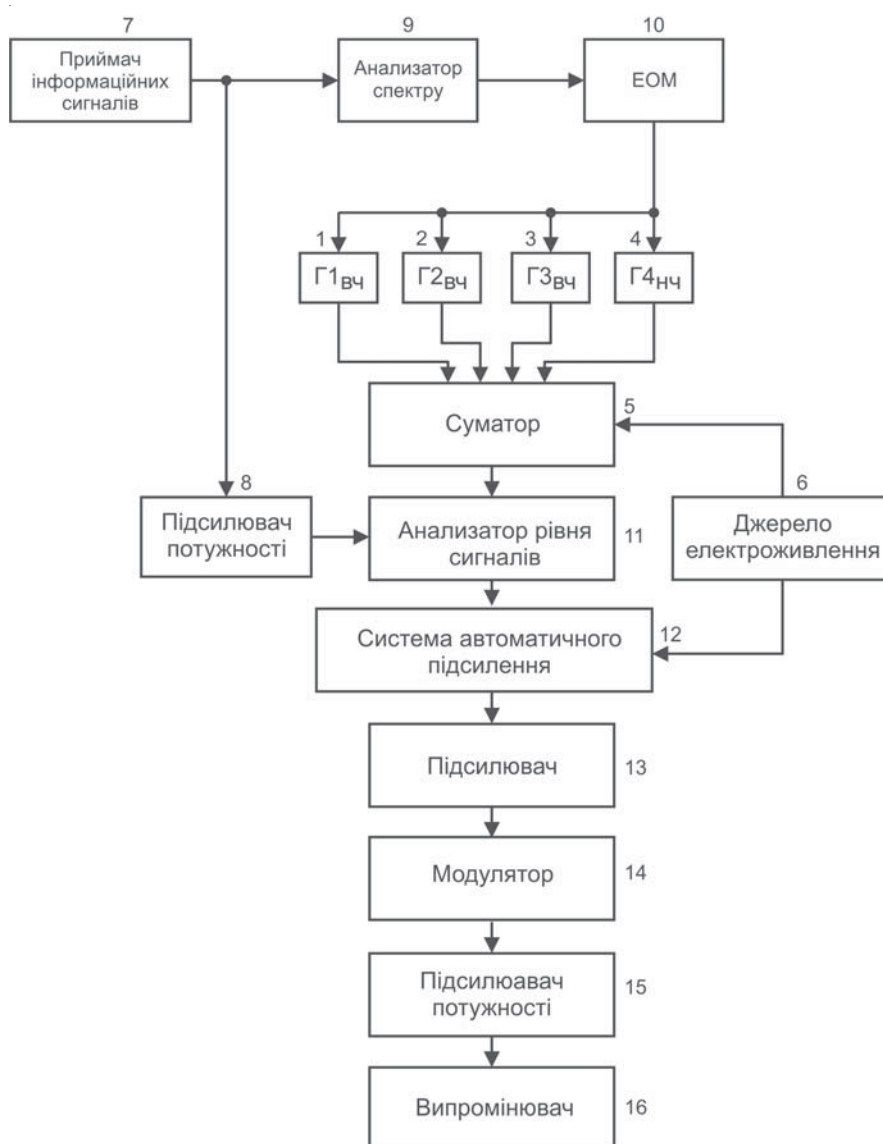 7
9
10
Приймач
інформаційних
сигналів
Анализатор
спектру
ЕОМ
1
2
3
4
Г1вч
Г2вч
Г3вч
Г4нч
Суматор
5
6
Джерело
електроживлення
8
Підсилювач
потужності
Анализатор рівня
сигналів
11
Система автоматичного
підсилення
12
Підсилювач
13
Модулятор
14
Підсилюавач
потужності
15
Випромінювач
16